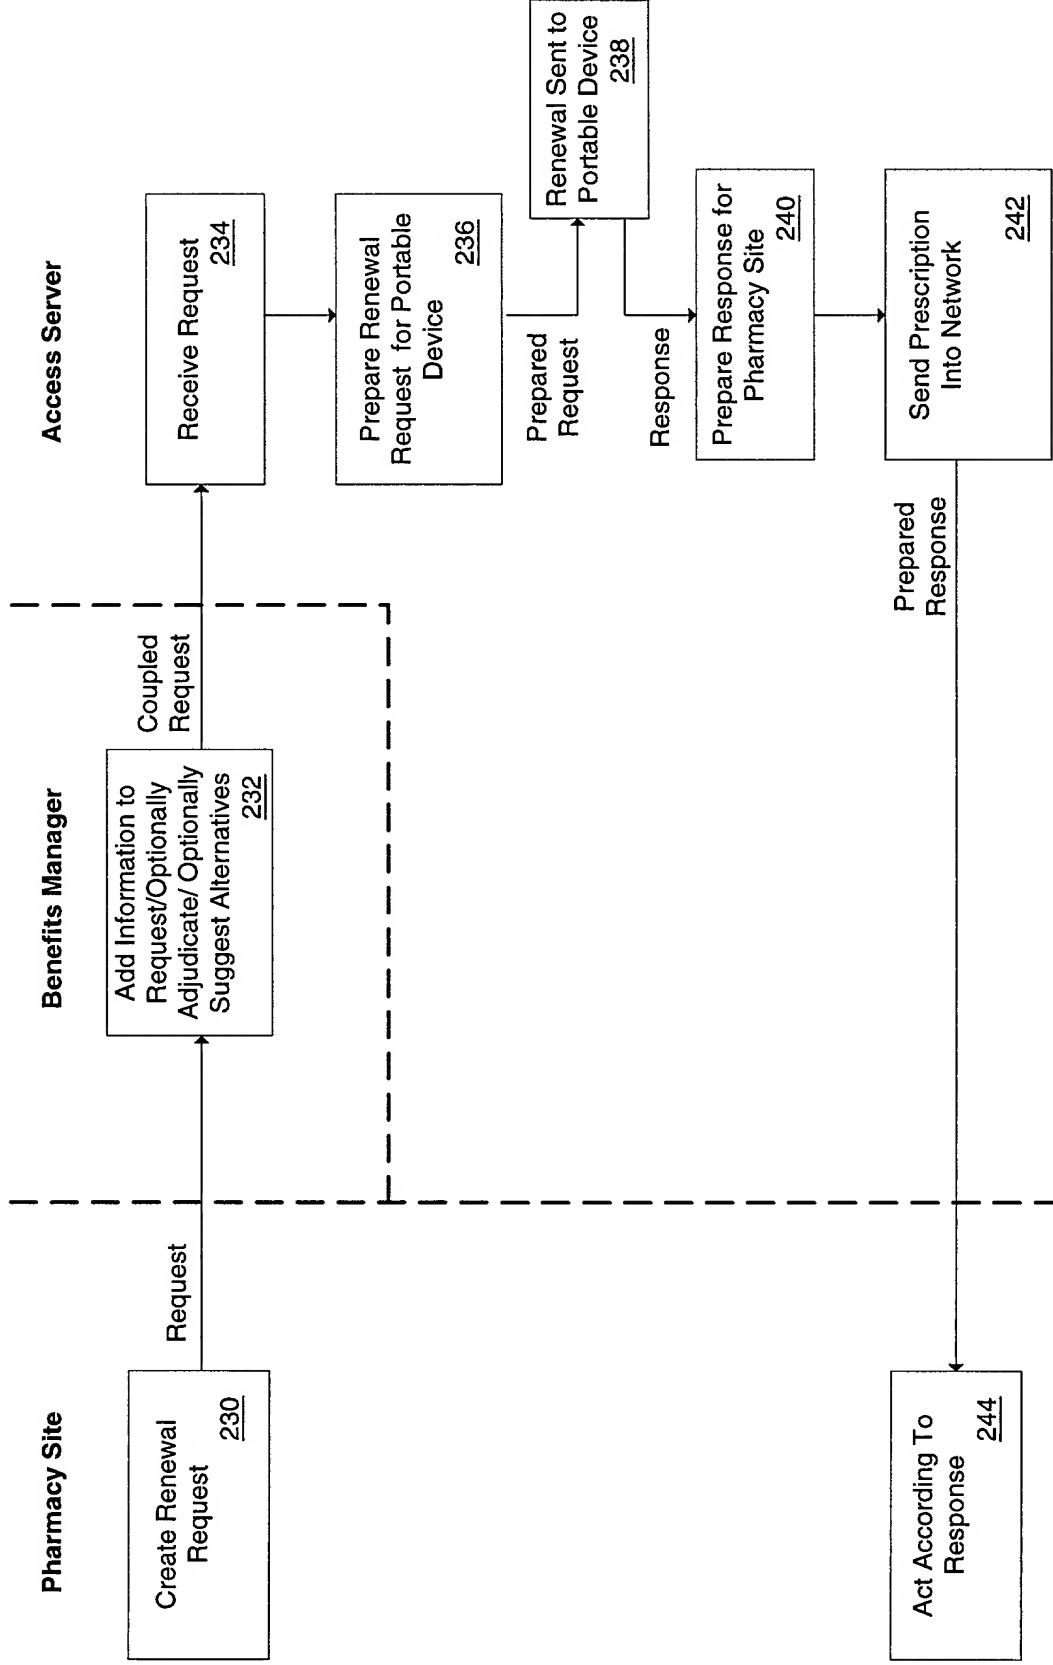 Pharmacy Site
Benefits Manager
Access Server
Create Renewal
Request
230
Request
Add Information to
Request/Optionally
Adjudicate/ Optionally
Suggest Alternatives
232
Coupled
Request
Receive Request
234
Prepare Renewal
Request for Portable
Device
236
Prepared
Request
Renewal Sent to
Portable Device
238
Response
Prepare Response for
Pharmacy Site
240
Send Prescription
Into Network
242
Prepared
Response
Act According To
Response
244